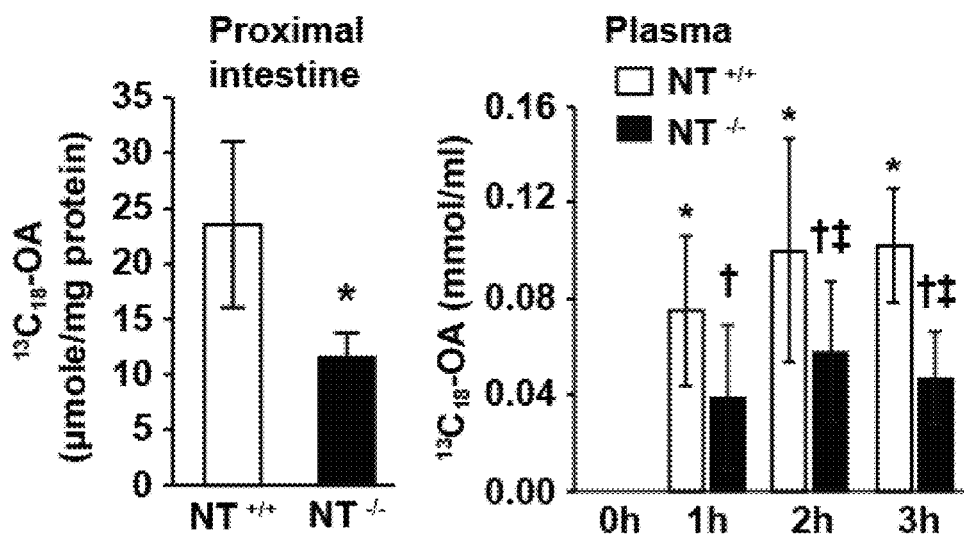 Proximal
intestine
¹³C₁₈-OA
(µmole/mg protein)
35
30
25
20
15
10
5
0
*
NT +/+ NT -/-
Plasma
NT +/+
NT -/-
¹³C₁₈-OA (mmol/ml)
0.16
0.12
0.08
0.04
0.00
* † * †‡ * †‡
0h 1h 2h 3h